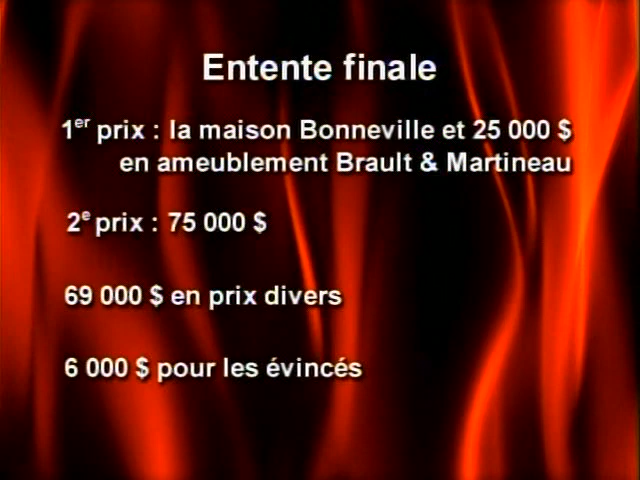 Entente finale
1er prix : la maison Bonneville et 25 000 $
en ameublement Brault & Martineau
2e prix : 75 000 $
69 000 $ en prix divers
6 000 $ pour les évincés